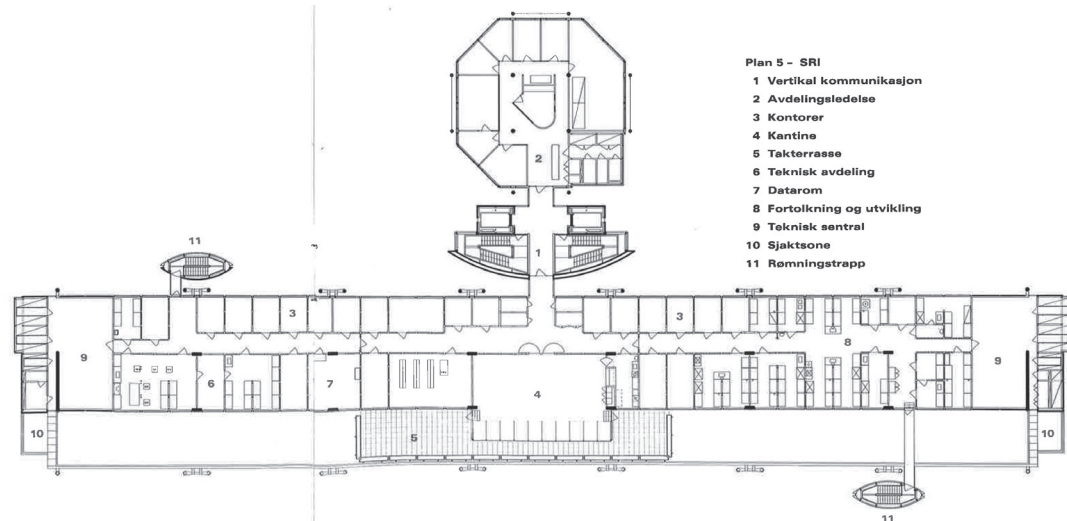 Plan 5 - SRI
1 Vertikal kommunikasjon
2 Avdelingsledelse
3 Kontorer
4 Kantine
5 Takterrasse
6 Teknisk avdeling
7 Datarom
8 Fortolkning og utvikling
9 Teknisk sentral
10 Sjaktsone
11 Rømningstrapp
2
11
1
3
3
8
9
6
7
4
9
5
10
10
11